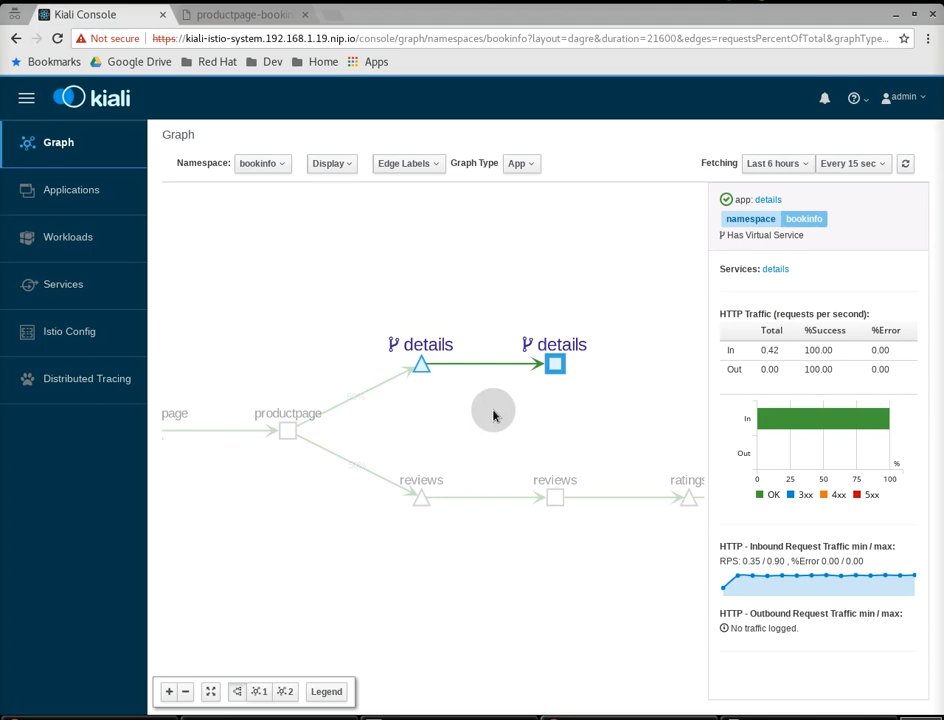 Kiali Console
productpage-bookin
Not secure https://kiali-istio-system.192.168.1.19.nip.io/console/graph/namespaces/bookinfo?layout=dagre&duration=21600&edges=requestsPercentOfTotal&graphType...
Bookmarks Google Drive Red Hat Dev Home Apps
kiali
admin
Graph
Applications
Workloads
Services
Istio Config
Distributed Tracing
Graph
Namespace: bookinfo Display Edge Labels Graph Type App Fetching Last 6 hours Every 15 sec
details details
page productpage
reviews reviews ratings
1 2 Legend
app: details
namespace bookinfo
Has Virtual Service
Services: details
HTTP Traffic (requests per second):
Total %Success %Error
In 0.42 100.00 0.00
Out 0.00 100.00 0.00
In
Out
%
0 25 50 75 100
OK 3xx 4xx 5xx
HTTP - Inbound Request Traffic min / max:
RPS: 0.35 / 0.90 , %Error 0.00 / 0.00
HTTP - Outbound Request Traffic min / max:
No traffic logged.